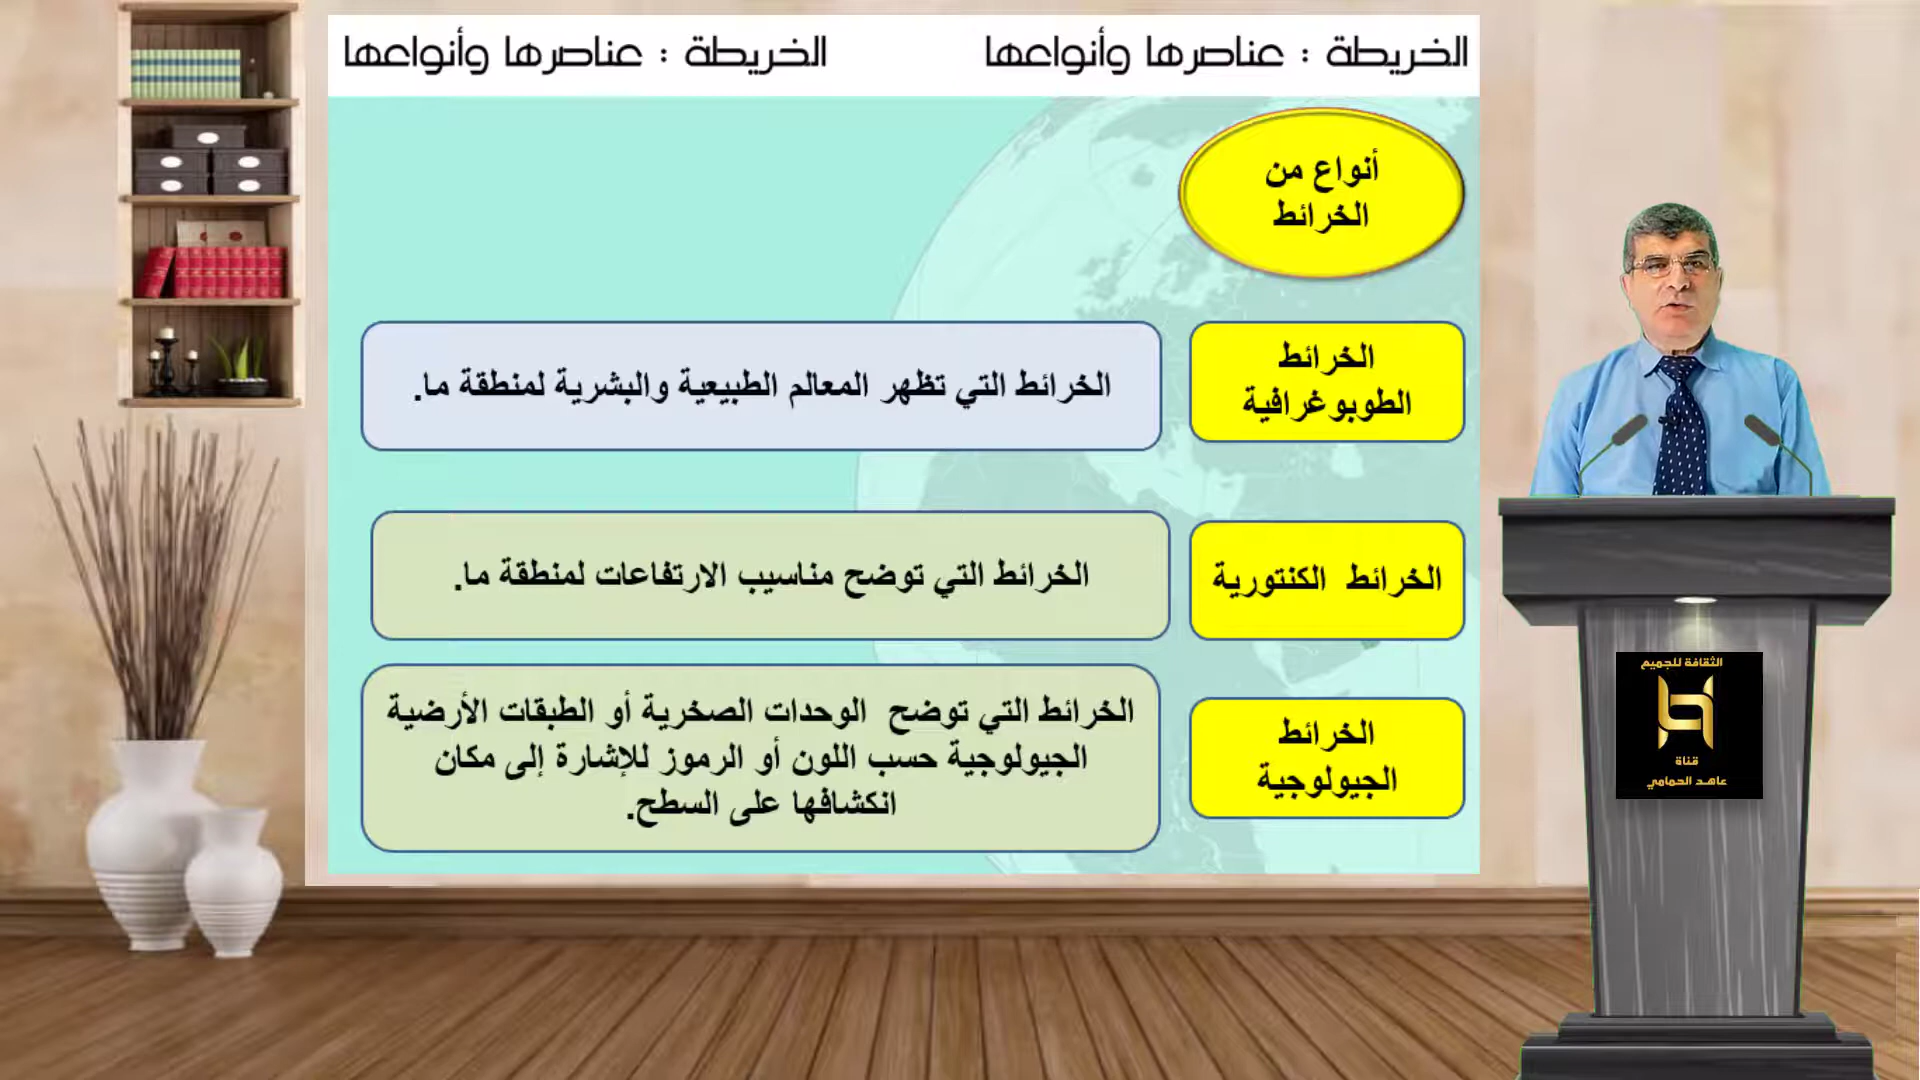 الخريطة : عناصرها وأنواعها
الخريطة : عناصرها وأنواعها
أنواع من
الخرائط
الخرائط
الطوبوغرافية
الخرائط التي تظهر المعالم الطبيعية والبشرية لمنطقة ما.
الخرائط الكنتورية
الخرائط التي توضح مناسيب الارتفاعات لمنطقة ما.
الخرائط
الجيولوجية
الخرائط التي توضح الوحدات الصخرية أو الطبقات الأرضية
الجيولوجية حسب اللون أو الرموز للإشارة إلى مكان
انكشافها على السطح.
الثقافة للجميع
قناة
عاهد الحمامي